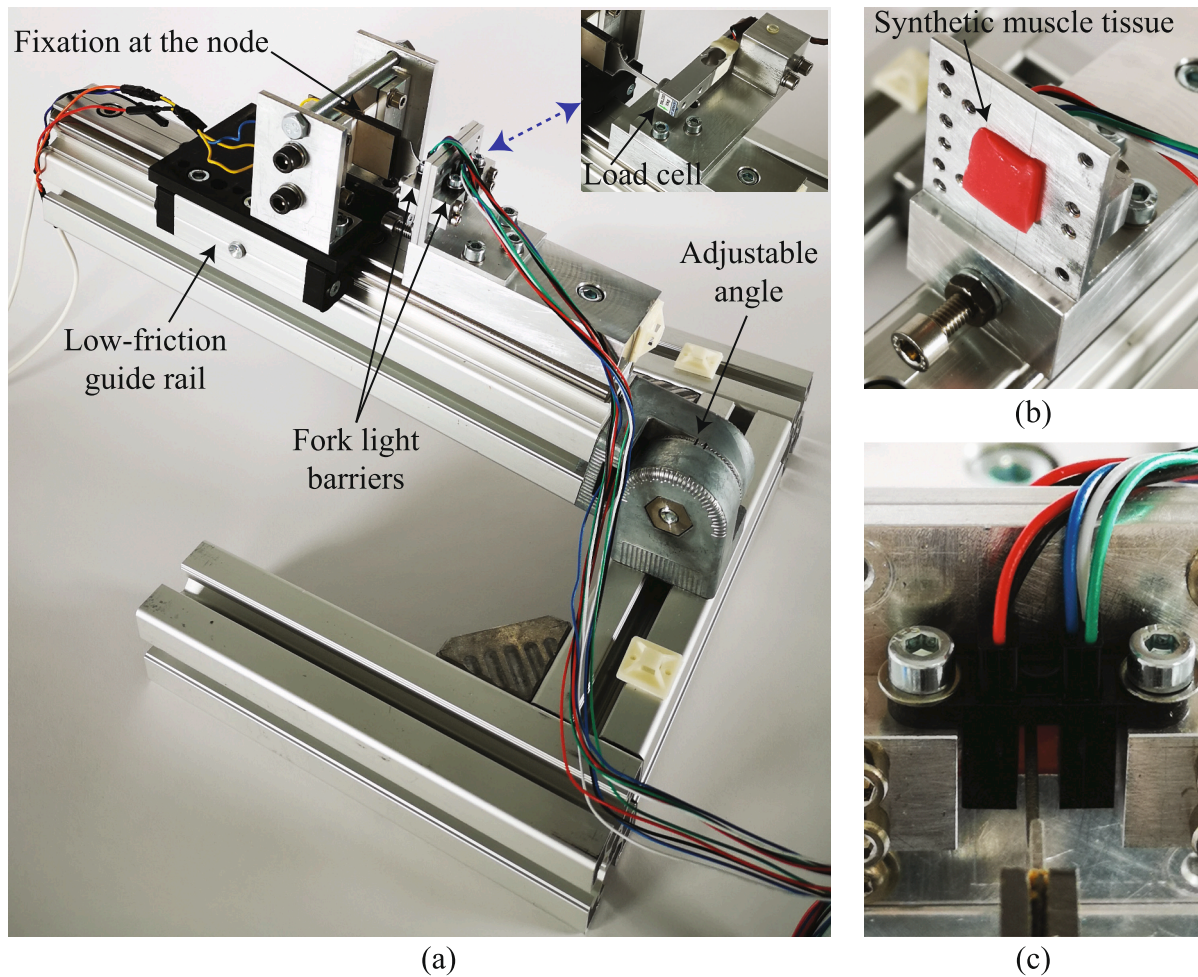 Fixation at the node
Load cell
Adjustable
angle
Low-friction
guide rail
Fork light
barriers
(a)
Synthetic muscle tissue
(b)
(c)